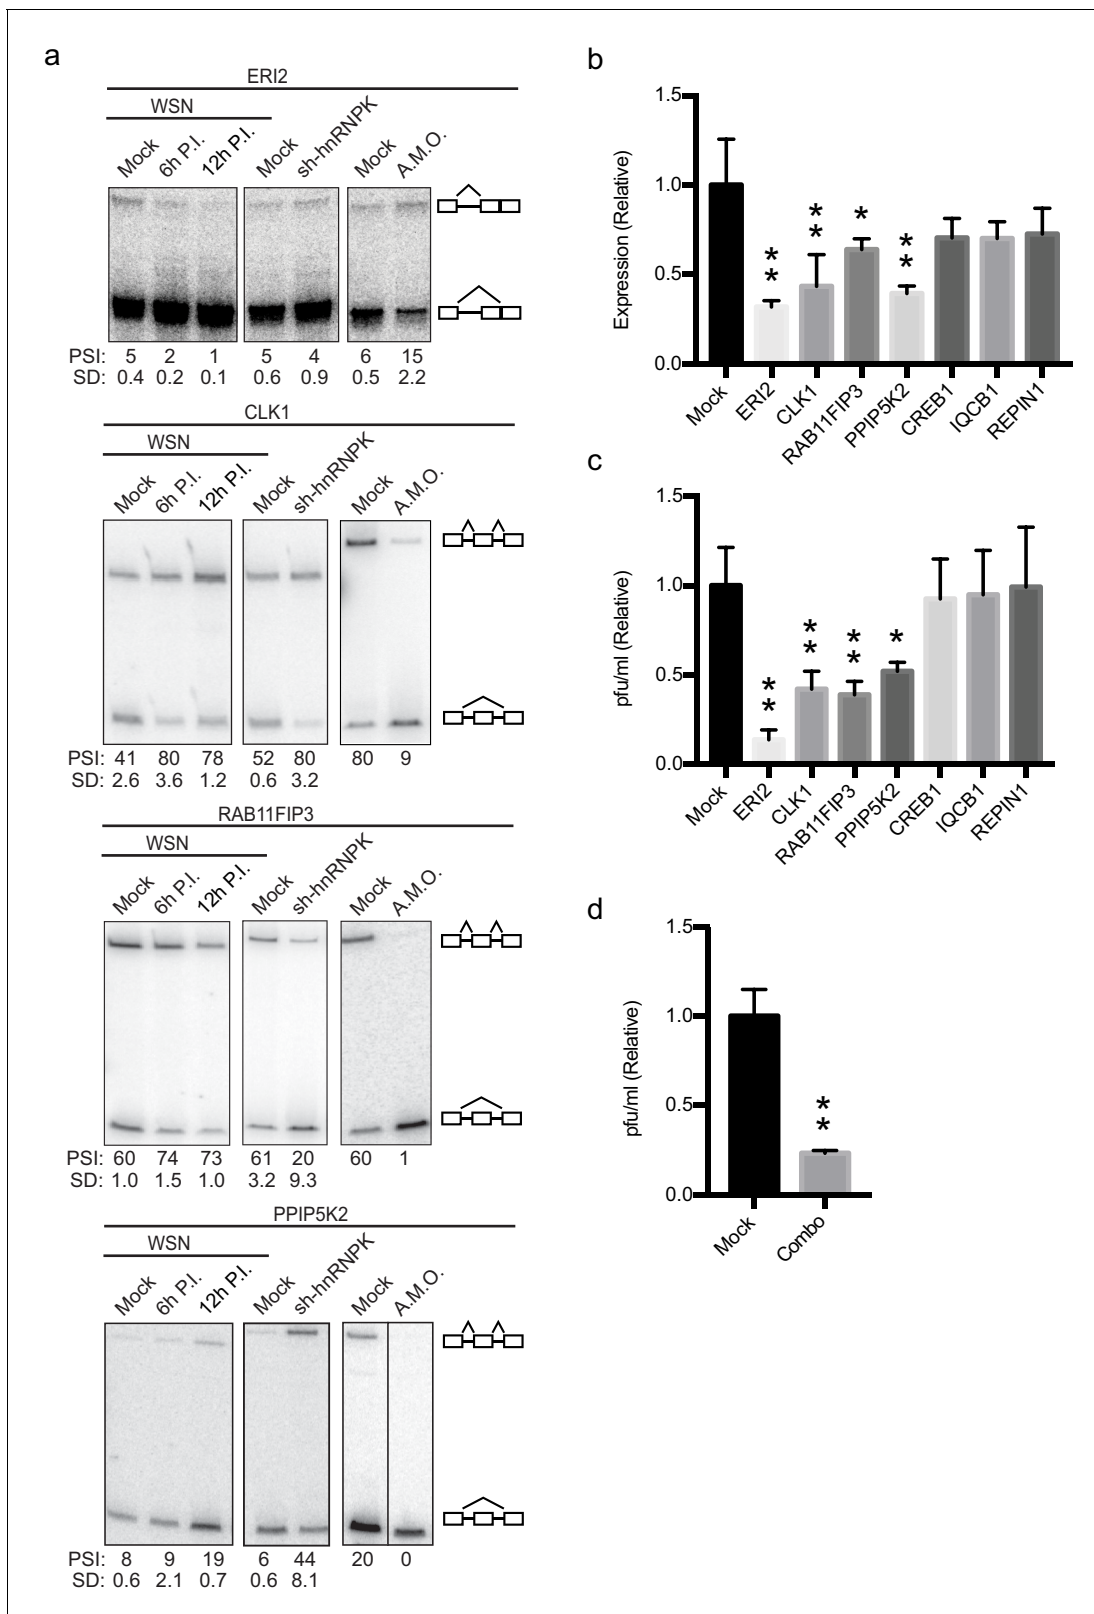 a
ERI2
WSN
Mock 6h P.I. 12h P.I. Mock sh-hnRNPK Mock A.M.O.
PSI: 5 2 1 5 4 6 15
SD: 0.4 0.2 0.1 0.6 0.9 0.5 2.2
CLK1
WSN
Mock 6h P.I. 12h P.I. Mock sh-hnRNPK Mock A.M.O.
PSI: 41 80 78 52 80 80 9
SD: 2.6 3.6 1.2 0.6 3.2
RAB11FIP3
WSN
Mock 6h P.I. 12h P.I. Mock sh-hnRNPK Mock A.M.O.
PSI: 60 74 73 61 20 60 1
SD: 1.0 1.5 1.0 3.2 9.3
PPIP5K2
WSN
Mock 6h P.I. 12h P.I. Mock sh-hnRNPK Mock A.M.O.
PSI: 8 9 19 6 44 20 0
SD: 0.6 2.1 0.7 0.6 8.1
b
Expression (Relative)
1.5
1.0
0.5
0.0
** ** * **
Mock ERI2 CLK1 RAB11FIP3 PPIP5K2 CREB1 IQCB1 REPIN1
c
pfu/ml (Relative)
1.5
1.0
0.5
0.0
** ** ** *
Mock ERI2 CLK1 RAB11FIP3 PPIP5K2 CREB1 IQCB1 REPIN1
d
pfu/ml (Relative)
1.5
1.0
0.5
0.0
**
Mock Combo